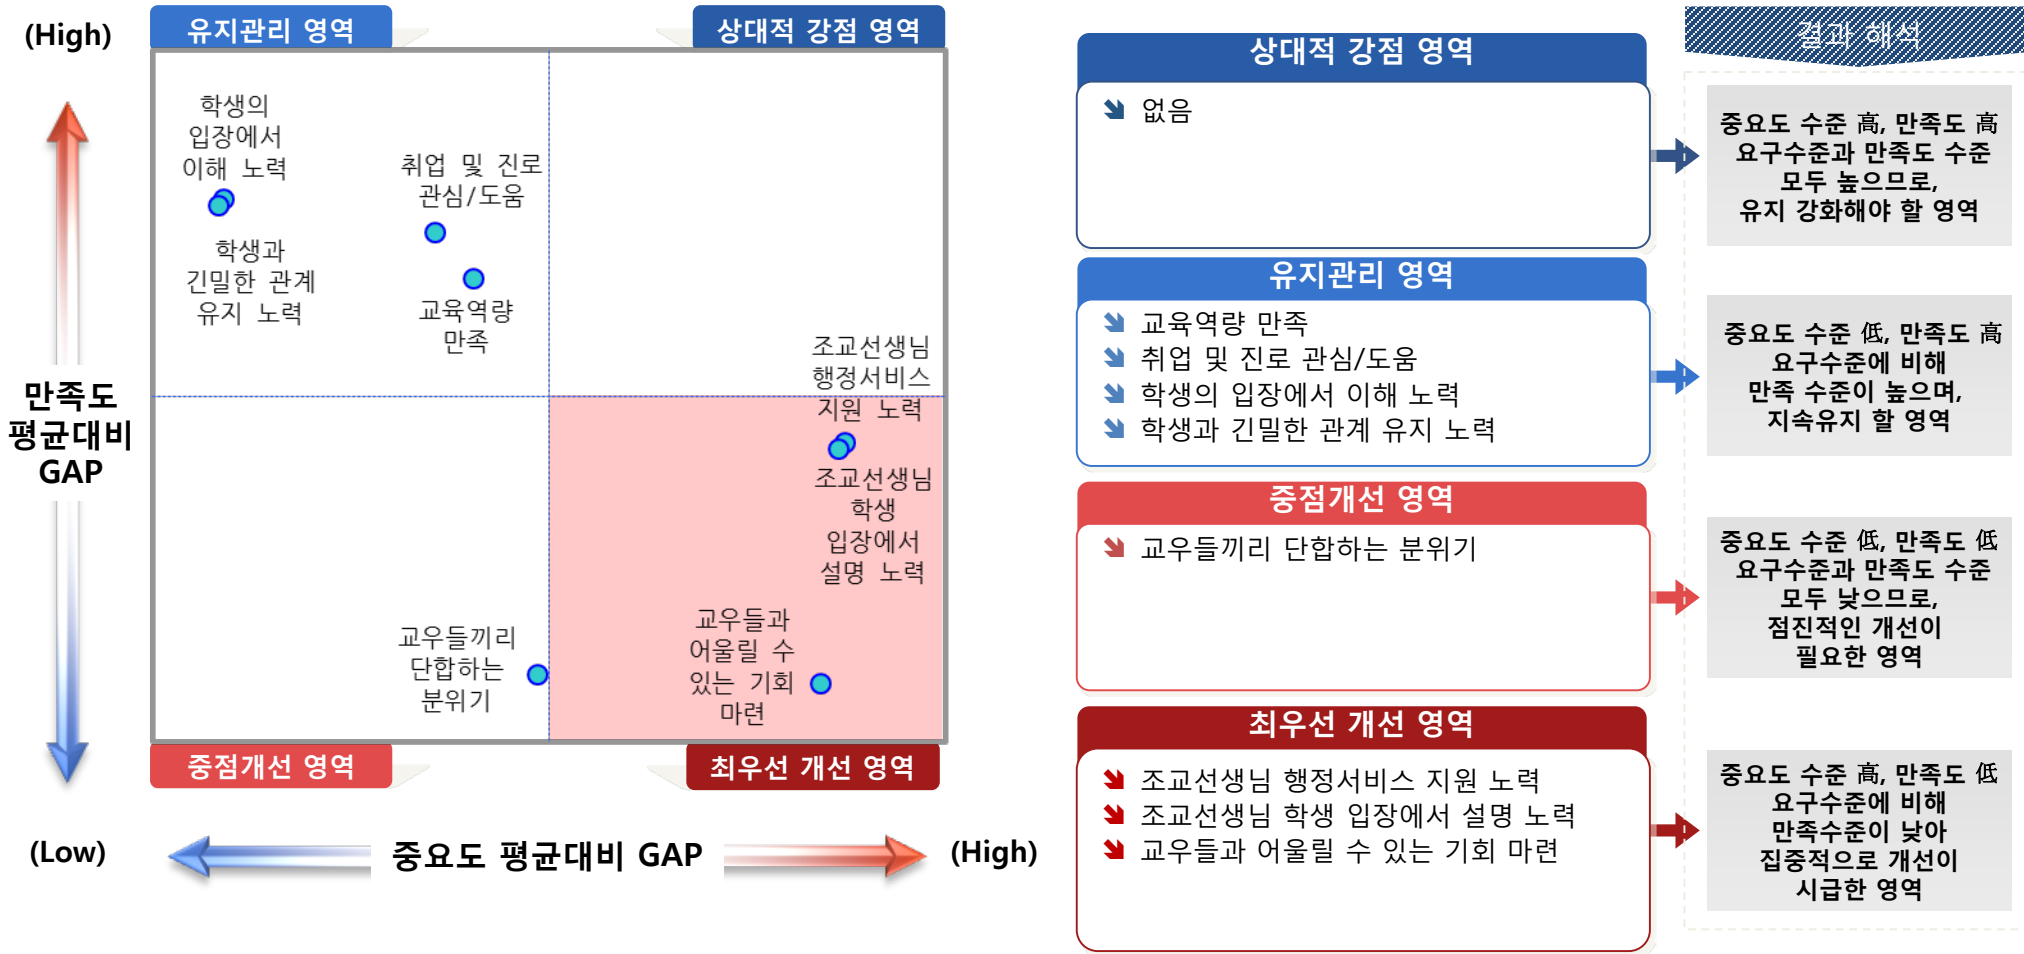 (High)
유지관리 영역
상대적 강점 영역
학생의
입장에서
이해 노력
취업 및 진로
관심/도움
학생과
긴밀한 관계
유지 노력
교육역량
만족
조교선생님
행정서비스
지원 노력
조교선생님
학생
입장에서
설명 노력
교우들끼리
단합하는
분위기
교우들과
어울릴 수
있는 기회
마련
만족도
평균대비
GAP
중점개선 영역
최우선 개선 영역
(Low)
중요도 평균대비 GAP
(High)
상대적 강점 영역
없음
유지관리 영역
교육역량 만족
취업 및 진로 관심/도움
학생의 입장에서 이해 노력
학생과 긴밀한 관계 유지 노력
중점개선 영역
교우들끼리 단합하는 분위기
최우선 개선 영역
조교선생님 행정서비스 지원 노력
조교선생님 학생 입장에서 설명 노력
교우들과 어울릴 수 있는 기회 마련
결과 해석
중요도 수준 高, 만족도 高
요구수준과 만족도 수준
모두 높으므로,
유지 강화해야 할 영역
중요도 수준 低, 만족도 高
요구수준에 비해
만족 수준이 높으며,
지속유지 할 영역
중요도 수준 低, 만족도 低
요구수준과 만족도 수준
모두 낮으므로,
점진적인 개선이
필요한 영역
중요도 수준 高, 만족도 低
요구수준에 비해
만족수준이 낮아
집중적으로 개선이
시급한 영역